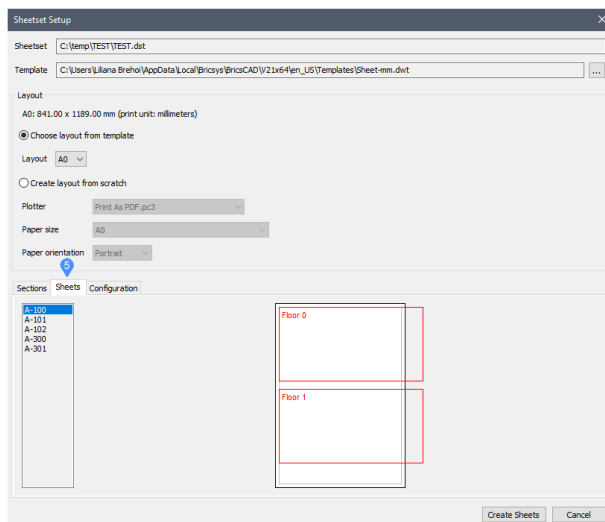 Sheetset Setup
Sheetset C:\temp\TEST\TEST.dst
Template C:\Users\Liliana Brehoi\AppData\Local\Bricsys\BricsCAD\V21x64\en_US\Templates\Sheet-mm.dwt ...
Layout
A0: 841.00 x 1189.00 mm (print unit: millimeters)
Choose layout from template
Layout A0
Create layout from scratch
Plotter Print As PDF.pc3
Paper size A0
Paper orientation Portrait
5
Sections Sheets Configuration
A-100
A-101
A-102
A-300
A-301
Floor 0
Floor 1
Create Sheets Cancel